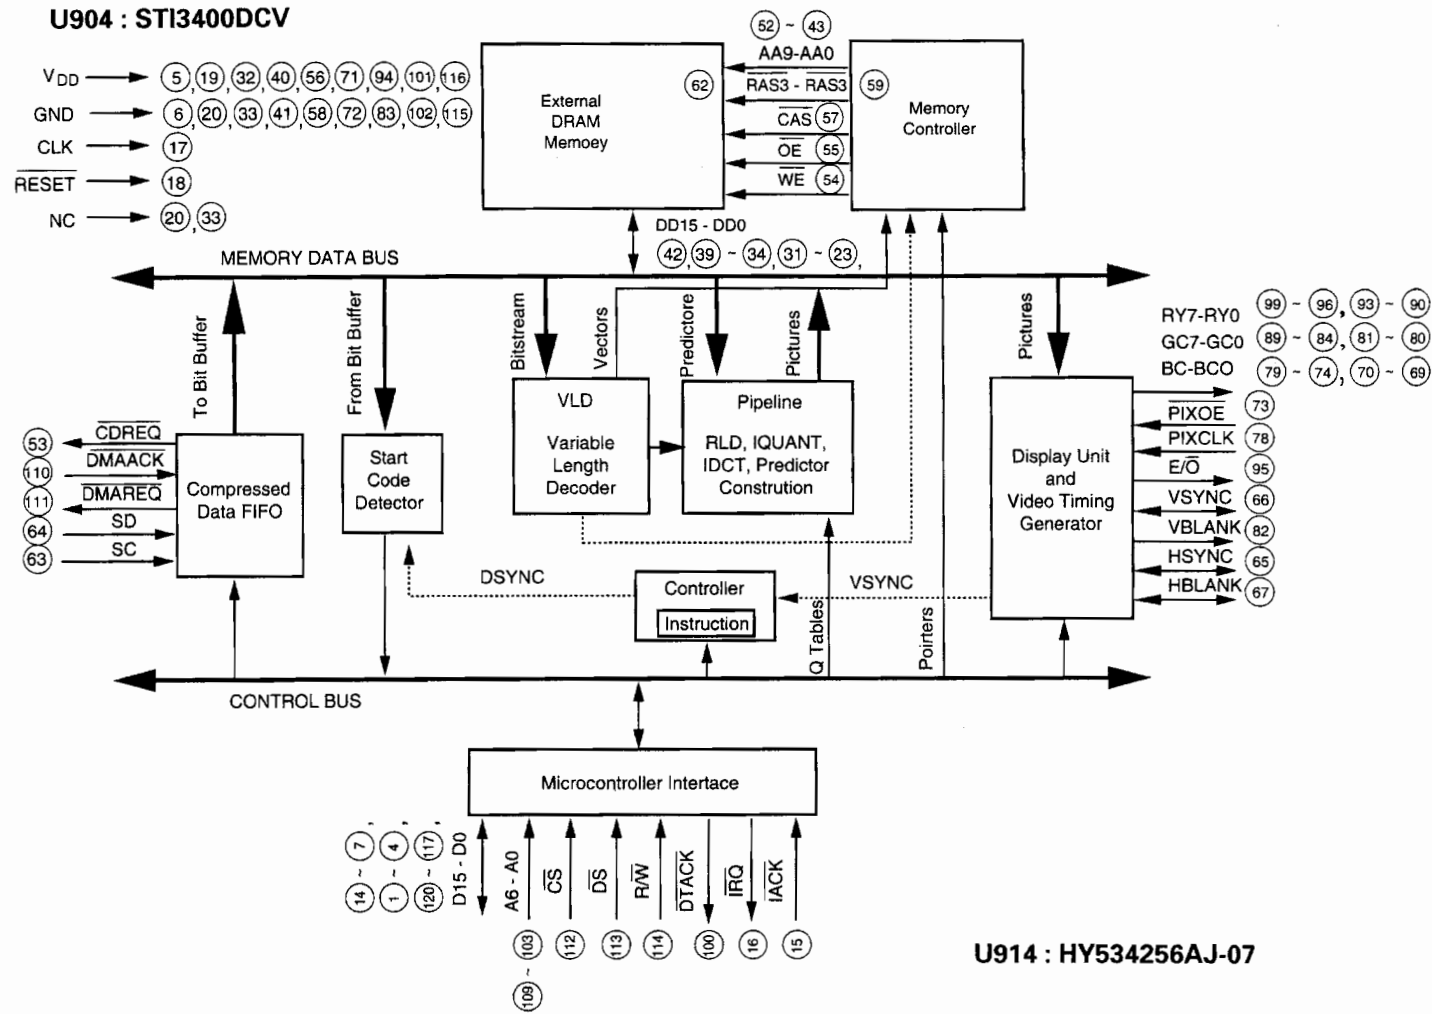 U904 : STI3400DCV
VDD 5, 19, 32, 40, 56, 71, 94, 101, 116
GND 6, 20, 33, 41, 58, 72, 83, 102, 115
CLK 17
RESET 18
NC 20, 33
External
DRAM
Memoey
62
52 ~ 43
AA9-AA0
RAS3 - RAS3
CAS 57
OE 55
WE 54
59
Memory
Controller
DD15 - DD0
42, 39 ~ 34, 31 ~ 23,
MEMORY DATA BUS
To Bit Buffer
From Bit Buffer
Bitstream
Vectors
Predictore
Pictures
Pictures
RY7-RY0 99 ~ 96, 93 ~ 90
GC7-GC0 89 ~ 84, 81 ~ 80
BC-BCO 79 ~ 74, 70 ~ 69
53 CDREQ
110 DMAACK
111 DMAREQ
64 SD
63 SC
Compressed
Data FIFO
Start
Code
Detector
VLD
Variable
Length
Decoder
Pipeline
RLD, IQUANT,
IDCT, Predictor
Constrution
Display Unit
and
Video Timing
Generator
PIXOE 73
PIXCLK 78
E/O 95
VSYNC 66
VBLANK 82
HSYNC 65
HBLANK 67
DSYNC
Controller
Instruction
VSYNC
Q Tables
Poirters
CONTROL BUS
Microcontroller Intertace
14 ~ 7,
1 ~ 4,
120 ~ 117,
D15 - D0
A6 - A0
109 ~ 103
CS
112
DS
113
R/W
114
DTACK
100
IRQ
16
IACK
15
U914 : HY534256AJ-07